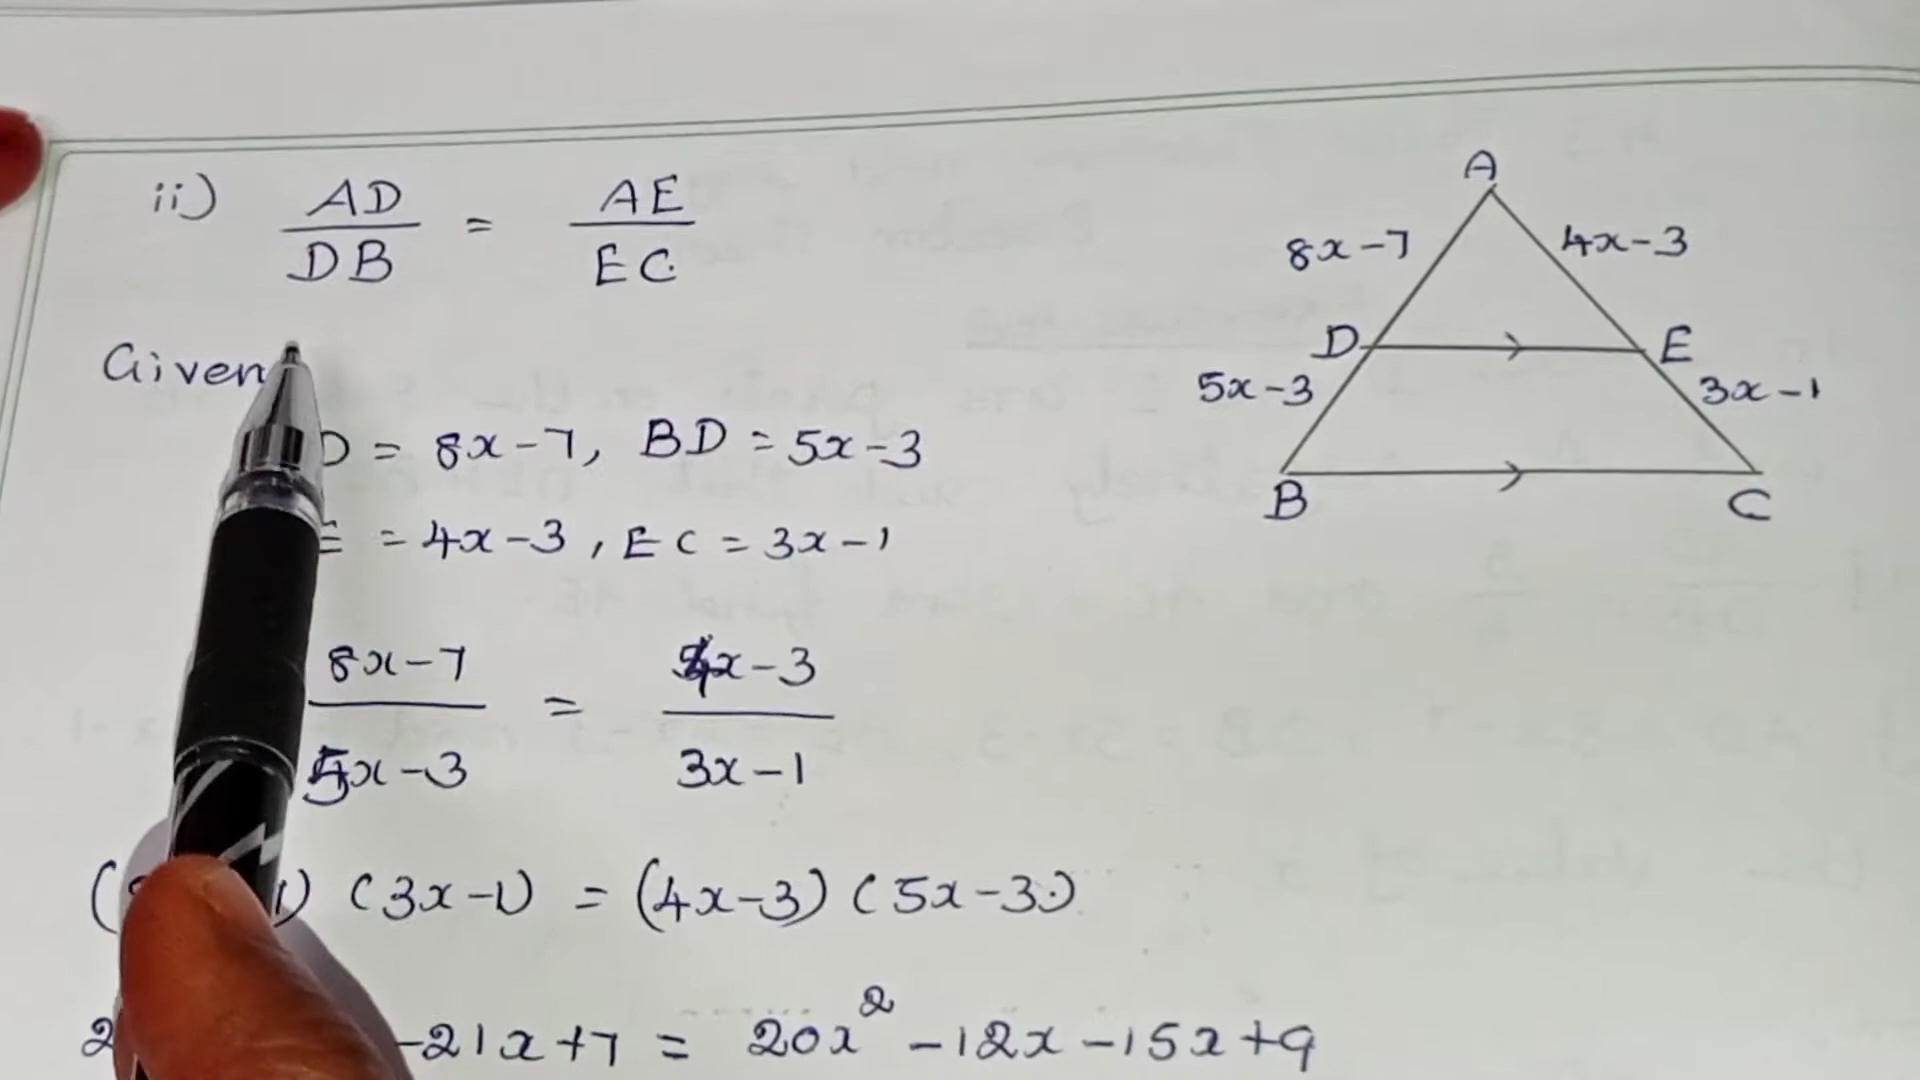 ii) AD/DB = AE/EC
Given
D = 8x-7, BD = 5x-3
E = 4x-3, EC = 3x-1
8x-7/5x-3 = 4x-3/3x-1
( ) (3x-1) = (4x-3) (5x-3)
2 -21x+7 = 20x² -12x -15x+9
A
8x-7 4x-3
D E
5x-3 3x-1
B C